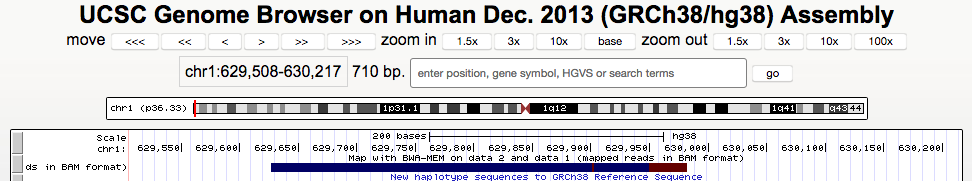 UCSC Genome Browser on Human Dec. 2013 (GRCh38/hg38) Assembly
move <<< << < > >> >>> zoom in 1.5x 3x 10x base zoom out 1.5x 3x 10x 100x
chr1:629,508-630,217 710 bp. enter position, gene symbol, HGVS or search terms go
chr1 (p36.33) 1p31.1 1q12 1q41 q43 44
Scale 200 bases hg38
chr1: 629,550 629,600 629,650 629,700 629,750 629,800 629,850 629,900 629,950 630,000 630,050 630,100 630,150 630,200
Map with BWA-MEM on data 2 and data 1 (mapped reads in BAM format)
ds in BAM format)
New haplotype sequences to GRCh38 Reference Sequence